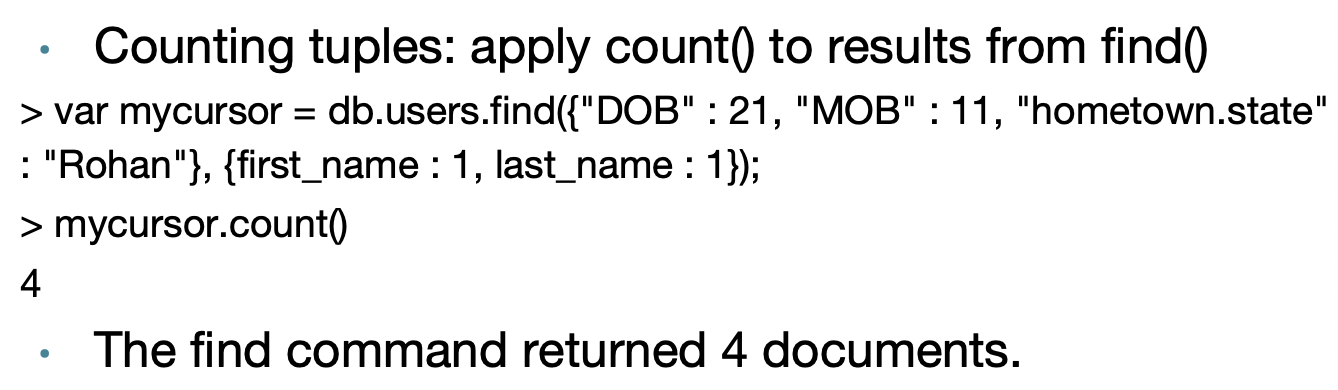 • Counting tuples: apply count() to results from find()
> var mycursor = db.users.find({"DOB" : 21, "MOB" : 11, "hometown.state"
: "Rohan"}, {first_name : 1, last_name : 1});
> mycursor.count()
4
• The find command returned 4 documents.